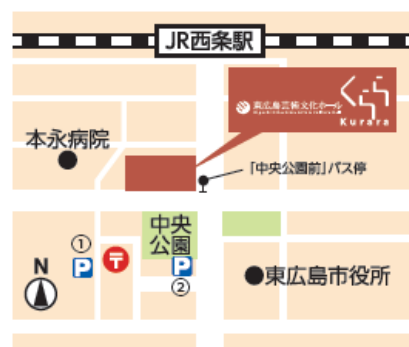 JR西条駅
東広島芸術文化ホール
くらら
Kurara
本永病院
「中央公園前」バス停
中央
公園
①
P
〒
P
②
N
東広島市役所